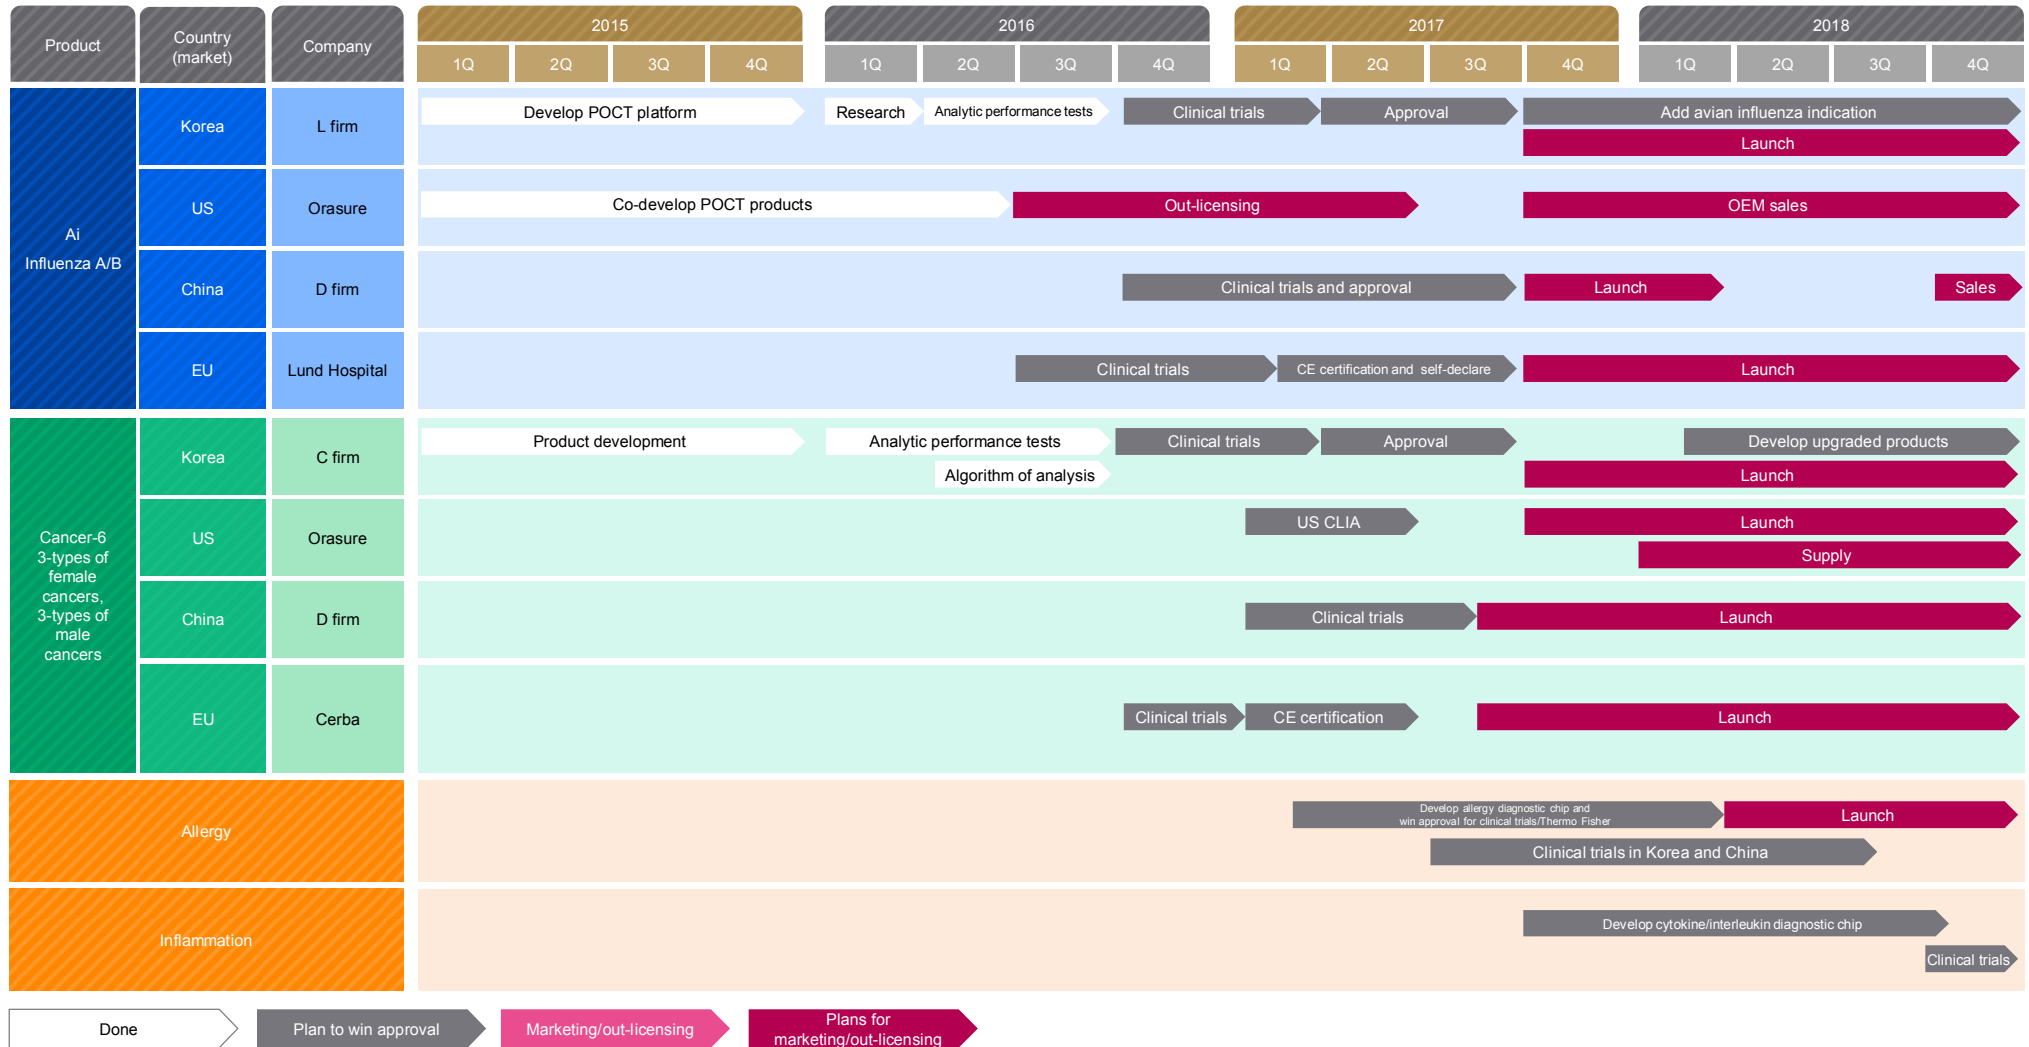 Product
Country
(market)
Company
2015
2016
2017
2018
1Q 2Q 3Q 4Q 1Q 2Q 3Q 4Q 1Q 2Q 3Q 4Q 1Q 2Q 3Q 4Q
Ai
Influenza A/B
Korea
L firm
Develop POCT platform
Research
Analytic performance tests
Clinical trials
Approval
Add avian influenza indication
Launch
US
Orasure
Co-develop POCT products
Out-licensing
OEM sales
China
D firm
Clinical trials and approval
Launch
Sales
EU
Lund Hospital
Clinical trials
CE certification and self-declare
Launch
Cancer-6
3-types of
female
cancers,
3-types of
male
cancers
Korea
C firm
Product development
Analytic performance tests
Clinical trials
Approval
Develop upgraded products
Algorithm of analysis
Launch
US
Orasure
US CLIA
Launch
Supply
China
D firm
Clinical trials
Launch
EU
Cerba
Clinical trials
CE certification
Launch
Allergy
Develop allergy diagnostic chip and
win approval for clinical trials/Thermo Fisher
Launch
Clinical trials in Korea and China
Inflammation
Develop cytokine/interleukin diagnostic chip
Clinical trials
Done
Plan to win approval
Marketing/out-licensing
Plans for
marketing/out-licensing